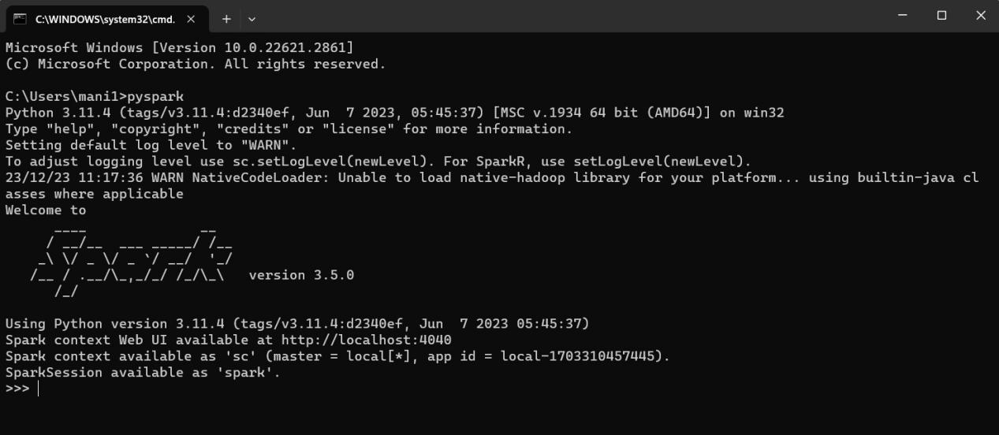 C:\WINDOWS\system32\cmd.
Microsoft Windows [Version 10.0.22621.2861]
(c) Microsoft Corporation. All rights reserved.
C:\Users\mani1>pyspark
Python 3.11.4 (tags/v3.11.4:d2340ef, Jun  7 2023, 05:45:37) [MSC v.1934 64 bit (AMD64)] on win32
Type "help", "copyright", "credits" or "license" for more information.
Setting default log level to "WARN".
To adjust logging level use sc.setLogLevel(newLevel). For SparkR, use setLogLevel(newLevel).
23/12/23 11:17:36 WARN NativeCodeLoader: Unable to load native-hadoop library for your platform... using builtin-java cl
asses where applicable
Welcome to
      ____              __
     / __/__  ___ _____/ /__
    _\ \/ _ \/ _ `/ __/  '_/
   /__ / .__/\_,_/_/ /_/\_\   version 3.5.0
      /_/
Using Python version 3.11.4 (tags/v3.11.4:d2340ef, Jun  7 2023 05:45:37)
Spark context Web UI available at http://localhost:4040
Spark context available as 'sc' (master = local[*], app id = local-1703310457445).
SparkSession available as 'spark'.
>>>